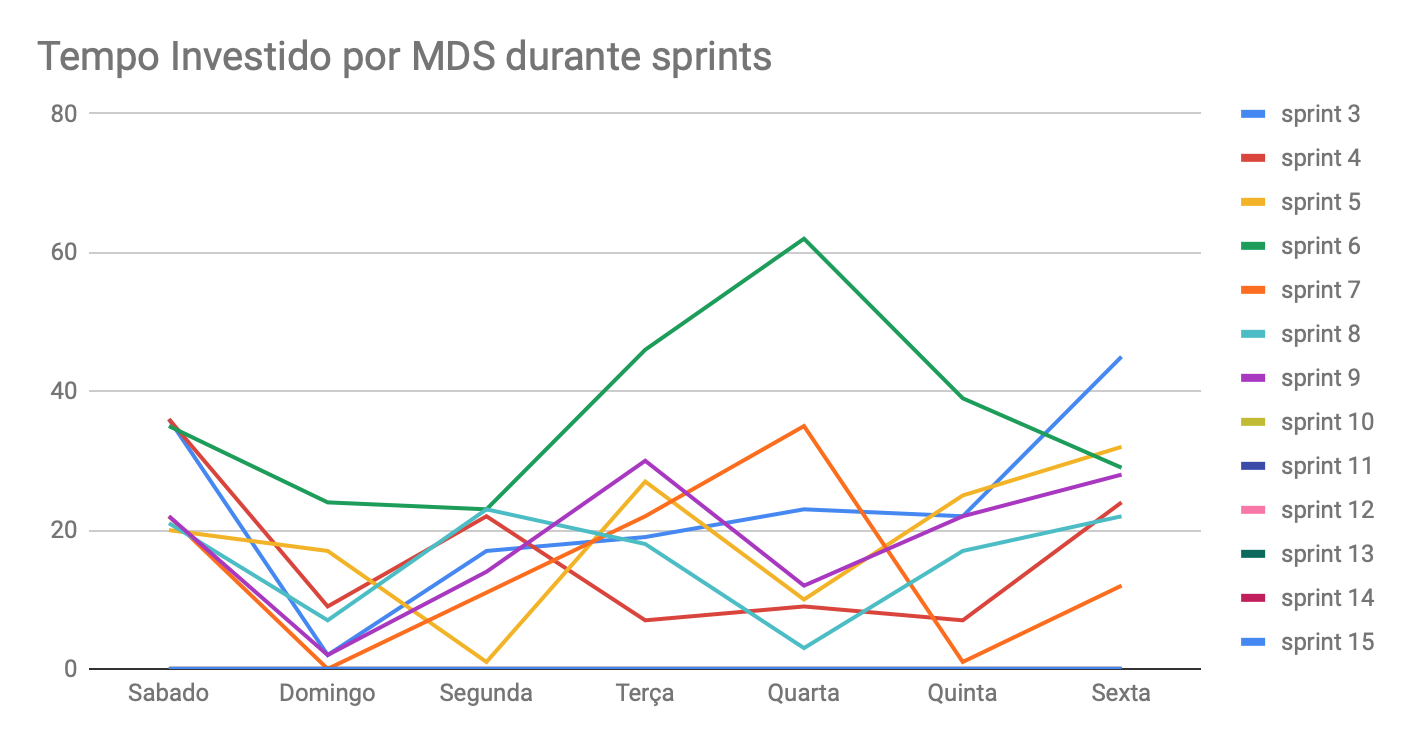 Tempo Investido por MDS durante sprints
80
60
40
20
0
Sabado Domingo Segunda Terça Quarta Quinta Sexta
sprint 3
sprint 4
sprint 5
sprint 6
sprint 7
sprint 8
sprint 9
sprint 10
sprint 11
sprint 12
sprint 13
sprint 14
sprint 15